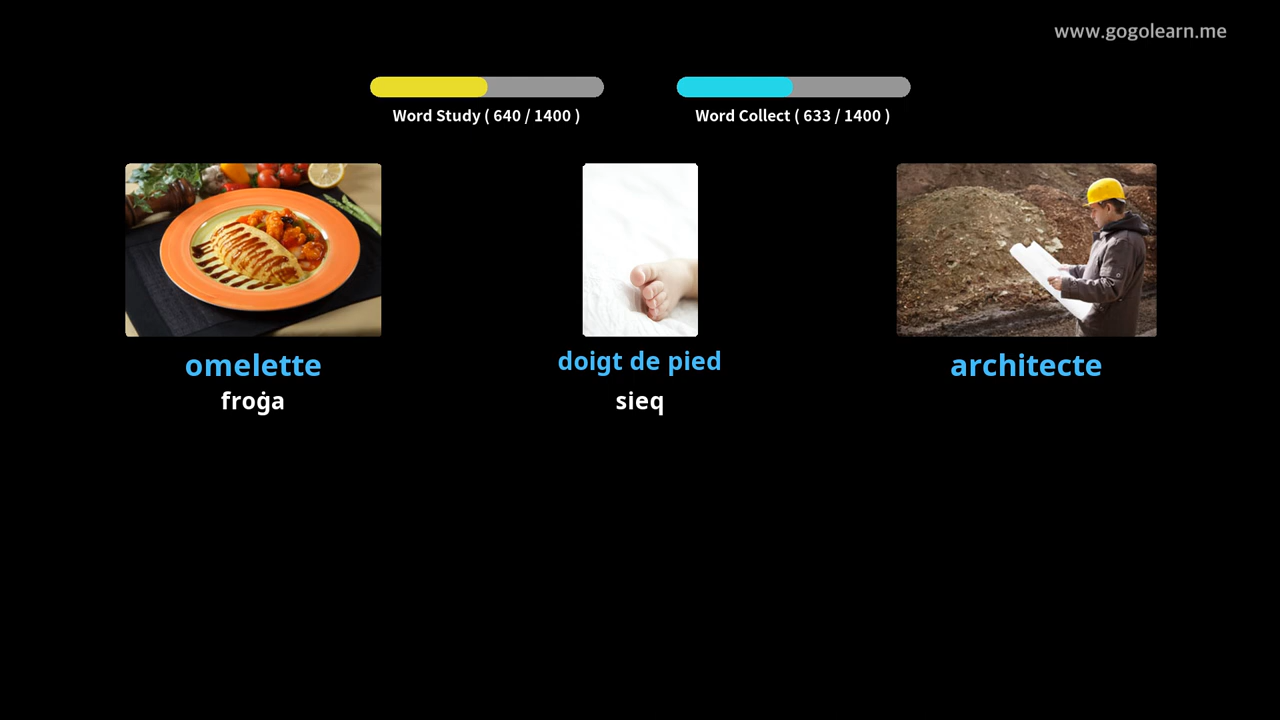 www.gogolearn.me
Word Study ( 640 / 1400 )
Word Collect ( 633 / 1400 )
omelette
doigt de pied
architecte
froġa
sieq